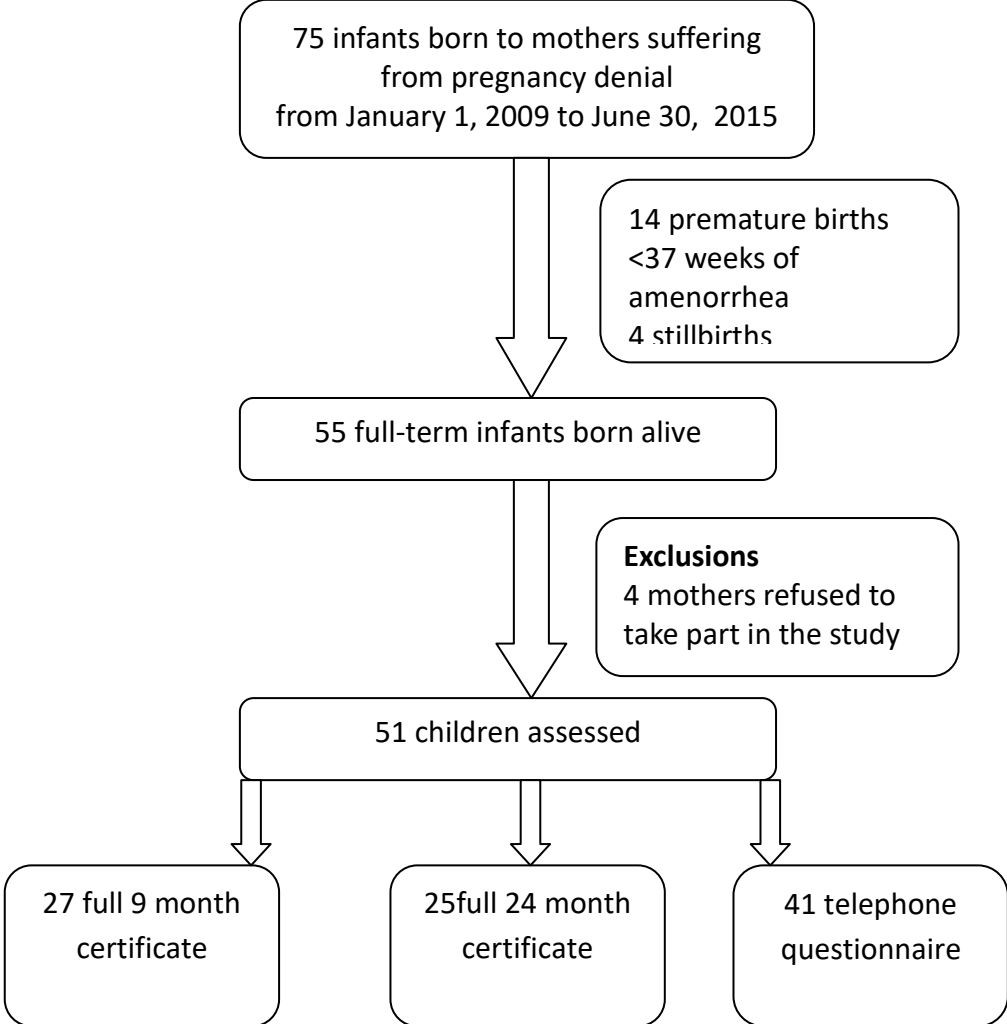 75 infants born to mothers suffering
from pregnancy denial
from January 1, 2009 to June 30, 2015
14 premature births
<37 weeks of
amenorrhea
4 stillbirths
55 full-term infants born alive
Exclusions
4 mothers refused to
take part in the study
51 children assessed
27 full 9 month
certificate
25full 24 month
certificate
41 telephone
questionnaire